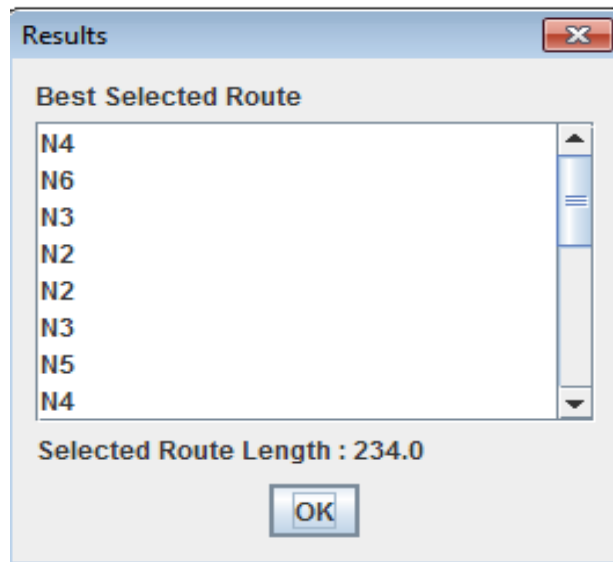 Results
Best Selected Route
N4
N6
N3
N2
N2
N3
N5
N4
Selected Route Length : 234.0
OK